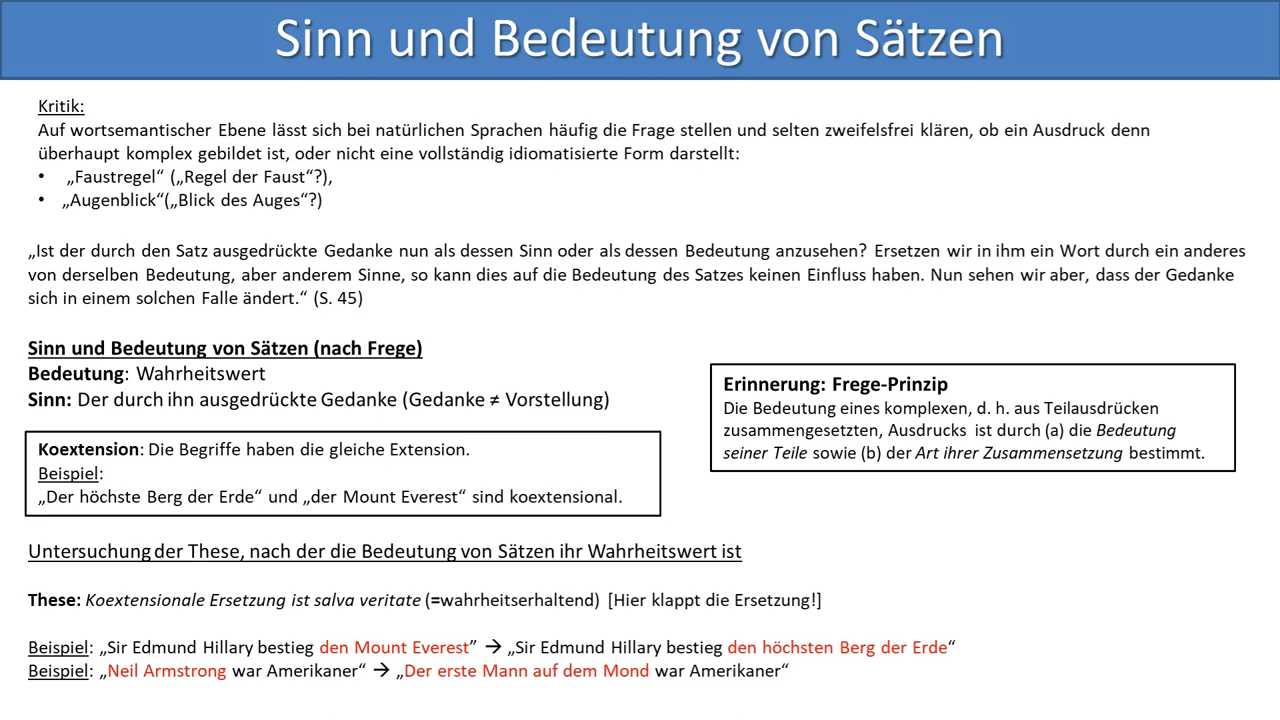 Sinn und Bedeutung von Sätzen
Kritik:
Auf wortsemantischer Ebene lässt sich bei natürlichen Sprachen häufig die Frage stellen und selten zweifelsfrei klären, ob ein Ausdruck denn
überhaupt komplex gebildet ist, oder nicht eine vollständig idiomatisierte Form darstellt:
• „Faustregel“ („Regel der Faust“?),
• „Augenblick“(„Blick des Auges“?)
„Ist der durch den Satz ausgedrückte Gedanke nun als dessen Sinn oder als dessen Bedeutung anzusehen? Ersetzen wir in ihm ein Wort durch ein anderes
von derselben Bedeutung, aber anderem Sinne, so kann dies auf die Bedeutung des Satzes keinen Einfluss haben. Nun sehen wir aber, dass der Gedanke
sich in einem solchen Falle ändert.“ (S. 45)
Sinn und Bedeutung von Sätzen (nach Frege)
Bedeutung: Wahrheitswert
Sinn: Der durch ihn ausgedrückte Gedanke (Gedanke ≠ Vorstellung)
Erinnerung: Frege-Prinzip
Die Bedeutung eines komplexen, d. h. aus Teilausdrücken
zusammengesetzten, Ausdrucks ist durch (a) die Bedeutung
seiner Teile sowie (b) der Art ihrer Zusammensetzung bestimmt.
Koextension: Die Begriffe haben die gleiche Extension.
Beispiel:
„Der höchste Berg der Erde“ und „der Mount Everest“ sind koextensional.
Untersuchung der These, nach der die Bedeutung von Sätzen ihr Wahrheitswert ist
These: Koextensionale Ersetzung ist salva veritate (=wahrheitserhaltend) [Hier klappt die Ersetzung!]
Beispiel: „Sir Edmund Hillary bestieg den Mount Everest” → „Sir Edmund Hillary bestieg den höchsten Berg der Erde“
Beispiel: „Neil Armstrong war Amerikaner“ → „Der erste Mann auf dem Mond war Amerikaner“